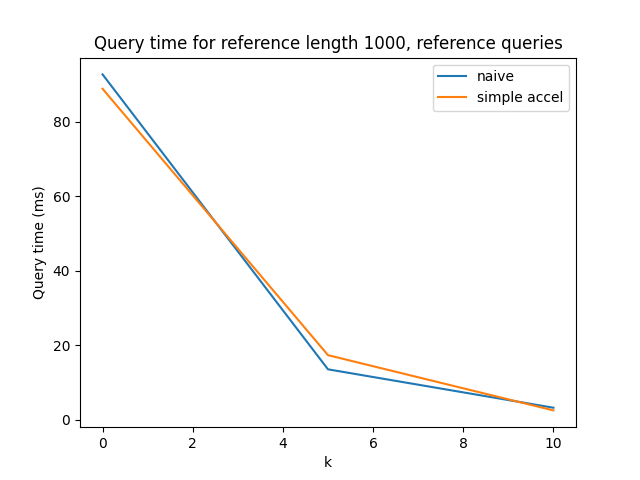 Query time for reference length 1000, reference queries
naive
simple accel
80
60
40
20
0
Query time (ms)
0 2 4 6 8 10
k